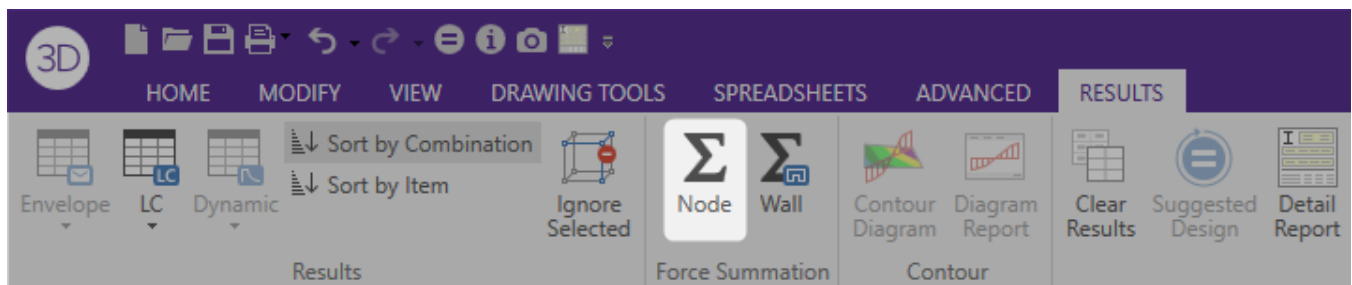 3D
HOME MODIFY VIEW DRAWING TOOLS SPREADSHEETS ADVANCED RESULTS
Sort by Combination
Sort by Item
Envelope
LC
LC
Dynamic
Ignore
Selected
Results
Node
Wall
Force Summation
Contour
Diagram
Diagram
Report
Contour
Clear
Results
Suggested
Design
Detail
Report